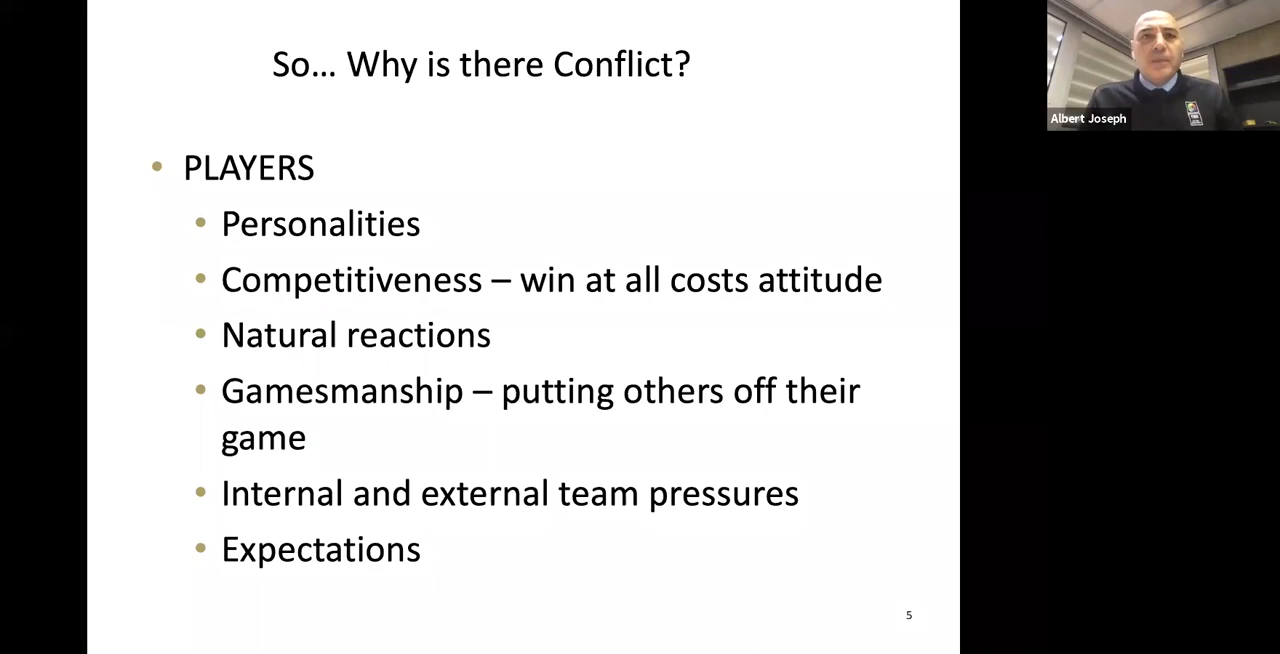 So... Why is there Conflict?
• PLAYERS
• Personalities
• Competitiveness – win at all costs attitude
• Natural reactions
• Gamesmanship – putting others off their
game
• Internal and external team pressures
• Expectations
5
Albert Joseph